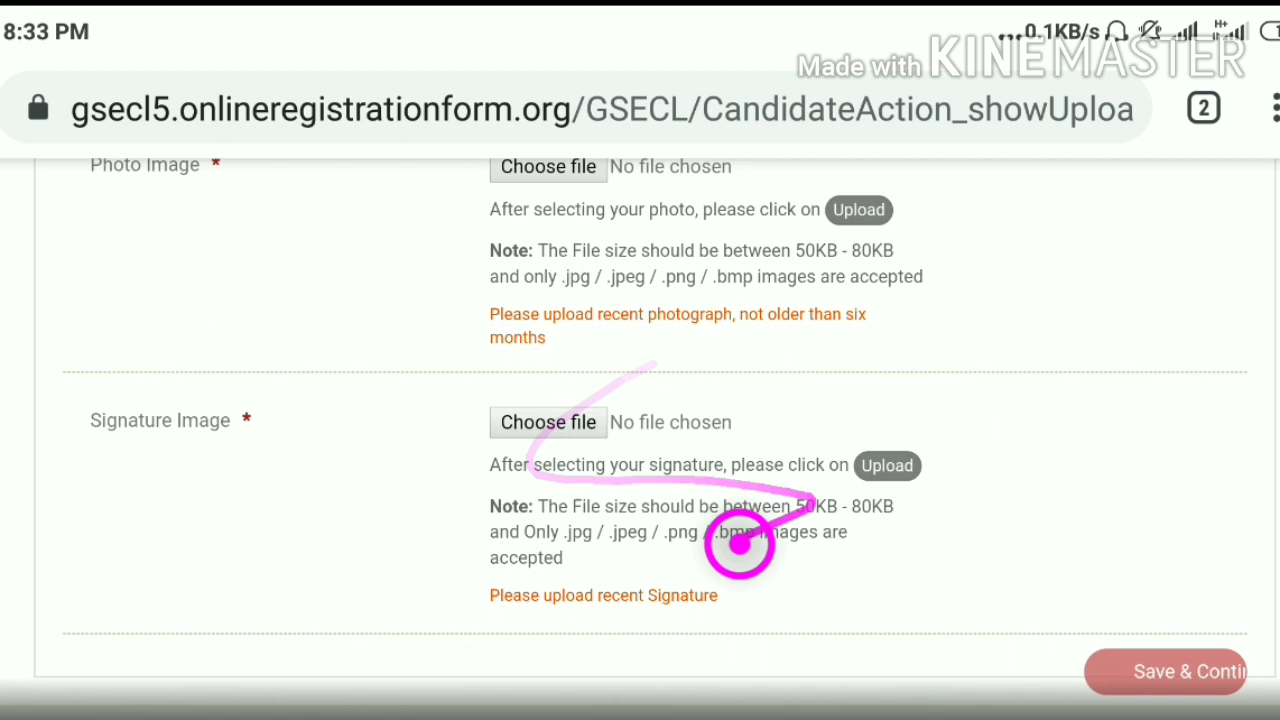 8:33 PM
...0.1KB/s H+
Made with KINEMASTER
gsecl5.onlineregistrationform.org/GSECL/CandidateAction_showUploa
2
Photo Image *
Choose file No file chosen
After selecting your photo, please click on Upload
Note: The File size should be between 50KB - 80KB
and only .jpg / .jpeg / .png / .bmp images are accepted
Please upload recent photograph, not older than six
months
Signature Image *
Choose file No file chosen
After selecting your signature, please click on Upload
Note: The File size should be between 50KB - 80KB
and Only .jpg / .jpeg / .png / .bmp images are
accepted
Please upload recent Signature
Save & Contin